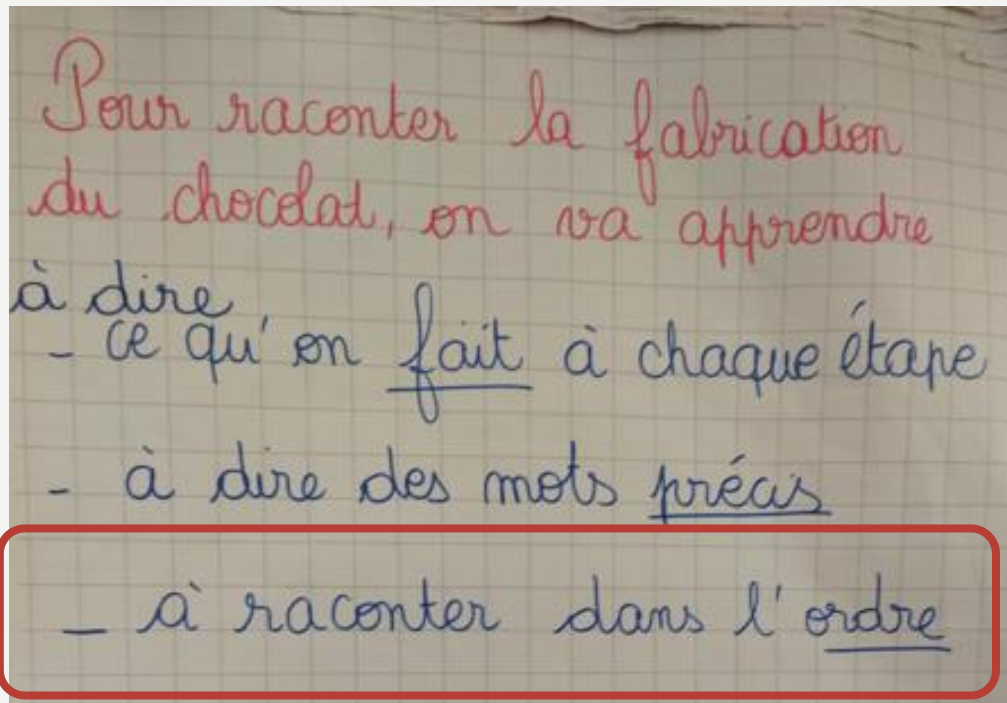 Pour raconter la fabrication
du chocolat, on va apprendre
à dire
- ce qu'on fait à chaque étape
- à dire des mots précis
- à raconter dans l'ordre